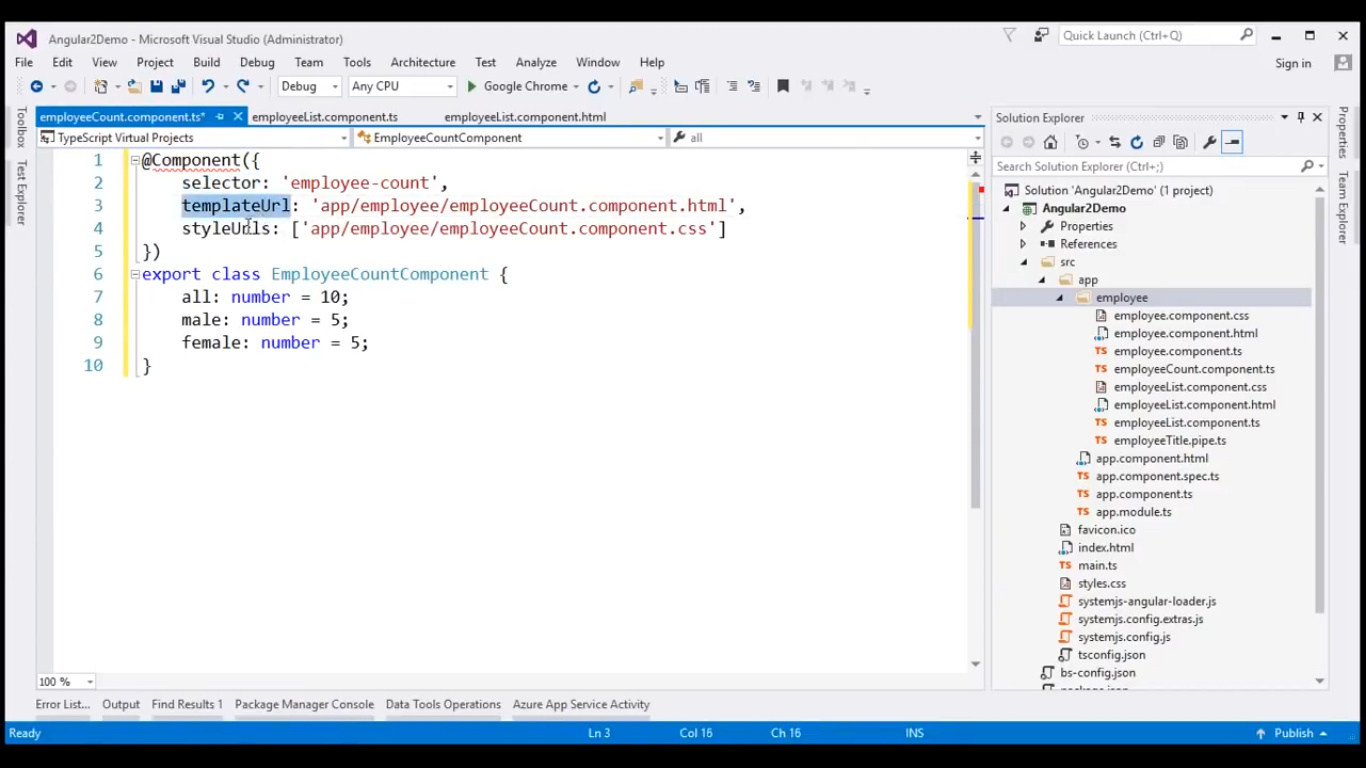 Angular2Demo - Microsoft Visual Studio (Administrator)
Quick Launch (Ctrl+Q)
File Edit View Project Build Debug Team Tools Architecture Test Analyze Window Help
Sign in
Debug Any CPU Google Chrome
Toolbox
Test Explorer
employeeCount.component.ts* employeeList.component.ts employeeList.component.html
TypeScript Virtual Projects EmployeeCountComponent all
1 @Component({
2 selector: 'employee-count',
3 templateUrl: 'app/employee/employeeCount.component.html',
4 styleUrls: ['app/employee/employeeCount.component.css']
5 })
6 export class EmployeeCountComponent {
7 all: number = 10;
8 male: number = 5;
9 female: number = 5;
10 }
100 %
Solution Explorer
Search Solution Explorer (Ctrl+;)
Solution 'Angular2Demo' (1 project)
Angular2Demo
Properties
References
src
app
employee
employee.component.css
employee.component.html
employee.component.ts
employeeCount.component.ts
employeeList.component.css
employeeList.component.html
employeeList.component.ts
employeeTitle.pipe.ts
app.component.html
app.component.spec.ts
app.component.ts
app.module.ts
favicon.ico
index.html
main.ts
styles.css
systemjs-angular-loader.js
systemjs.config.extras.js
systemjs.config.js
tsconfig.json
bs-config.json
Properties
Team Explorer
Error List... Output Find Results 1 Package Manager Console Data Tools Operations Azure App Service Activity
Ready Ln 3 Col 16 Ch 16 INS Publish